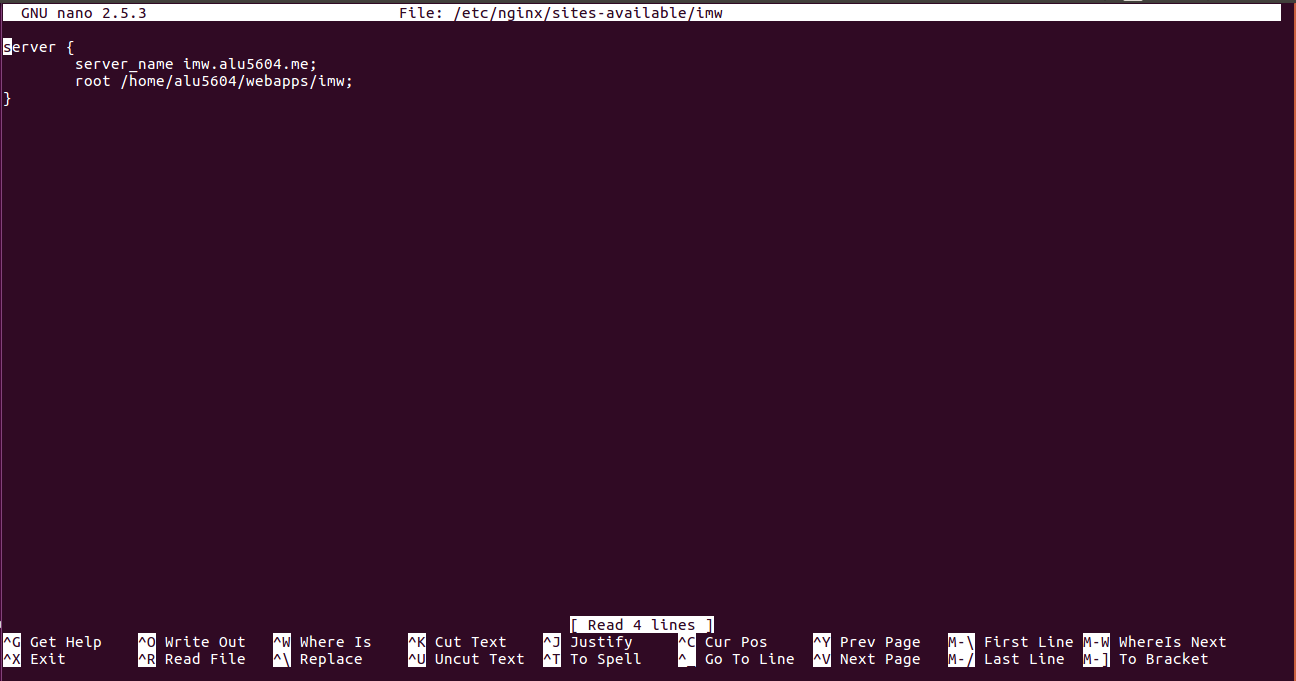 GNU nano 2.5.3 File: /etc/nginx/sites-available/imw
server {
        server_name imw.alu5604.me;
        root /home/alu5604/webapps/imw;
}
[ Read 4 lines ]
^G Get Help ^O Write Out ^W Where Is ^K Cut Text ^J Justify ^C Cur Pos ^Y Prev Page M-\ First Line M-W WhereIs Next
^X Exit ^R Read File ^\ Replace ^U Uncut Text ^T To Spell ^_ Go To Line ^V Next Page M-/ Last Line M-] To Bracket